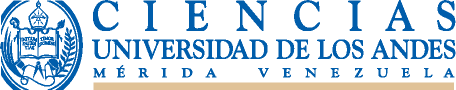 CIENCIAS
UNIVERSIDAD DE LOS ANDES
MÉRIDA VENEZUELA